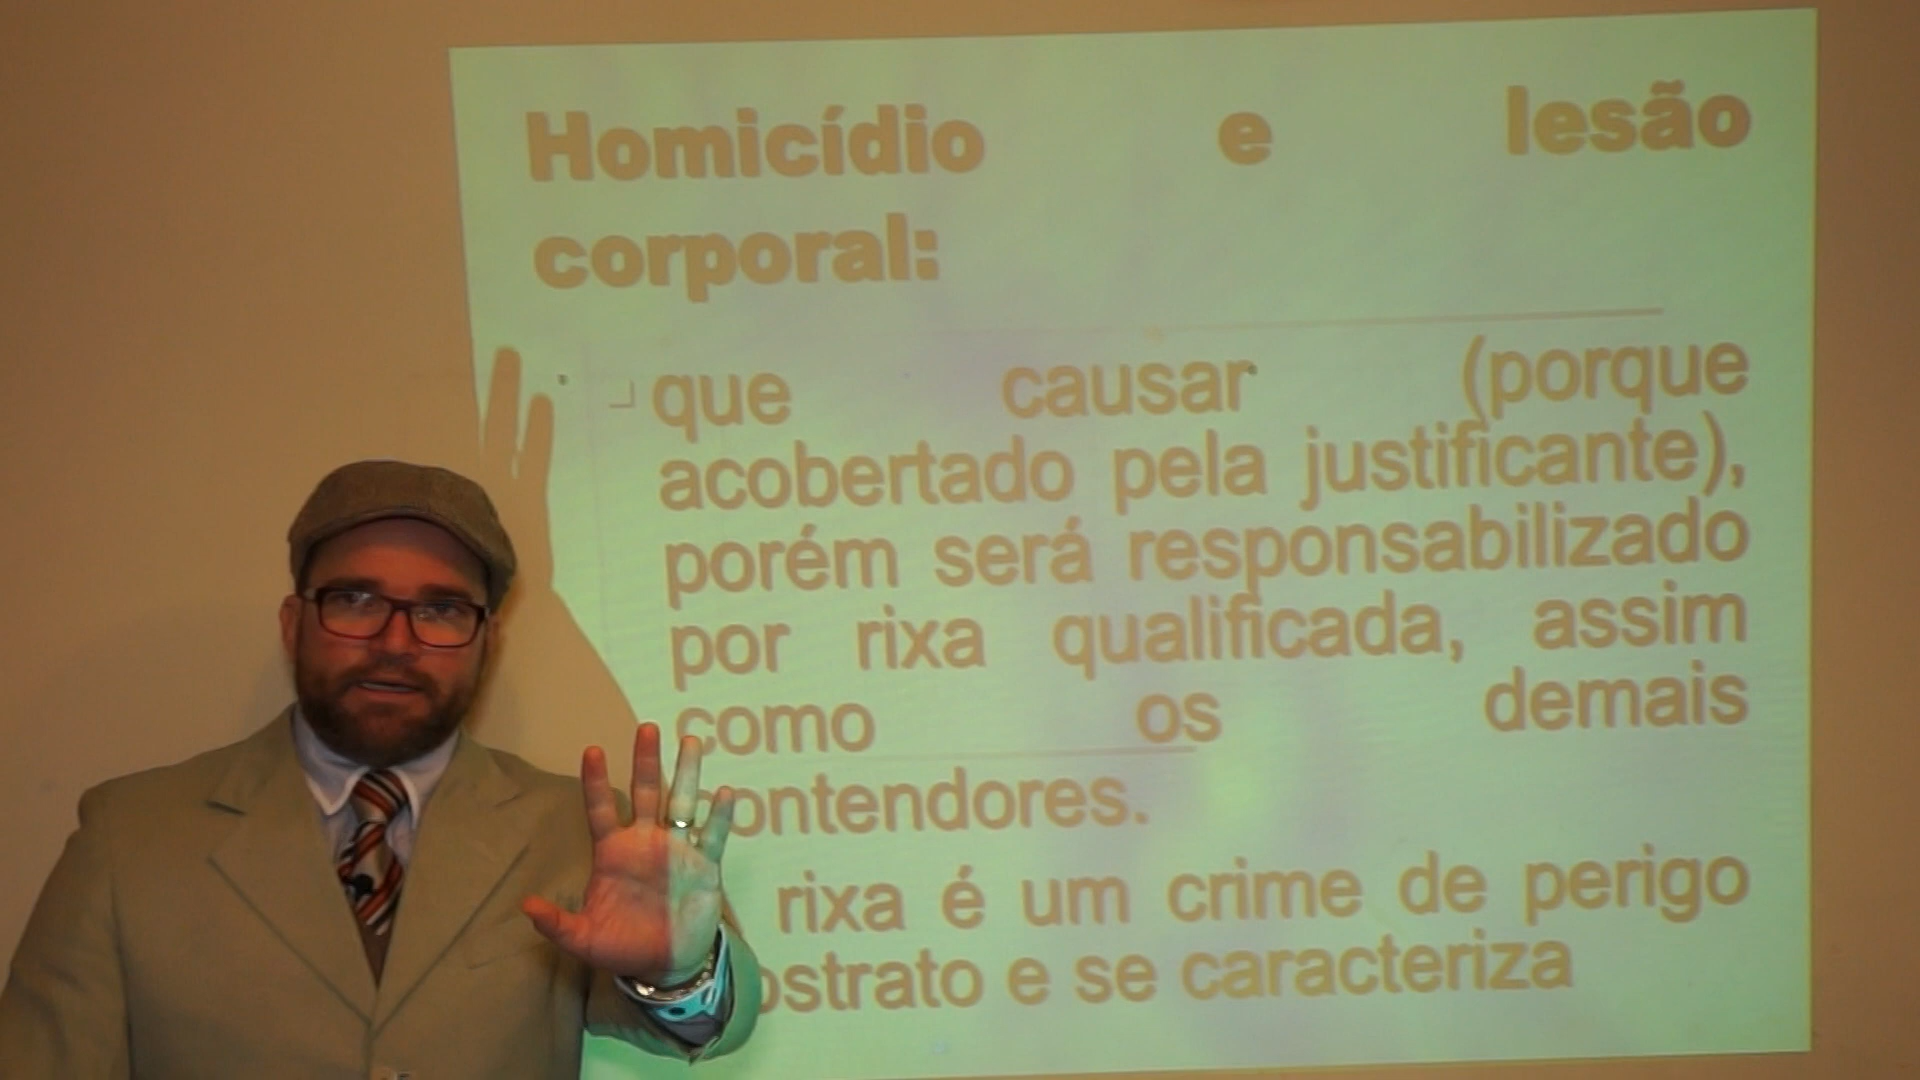 Homicídio e lesão
corporal:
que causar (porque
acobertado pela justificante),
porém será responsabilizado
por rixa qualificada, assim
como os demais
contendores.
rixa é um crime de perigo
e se caracteriza